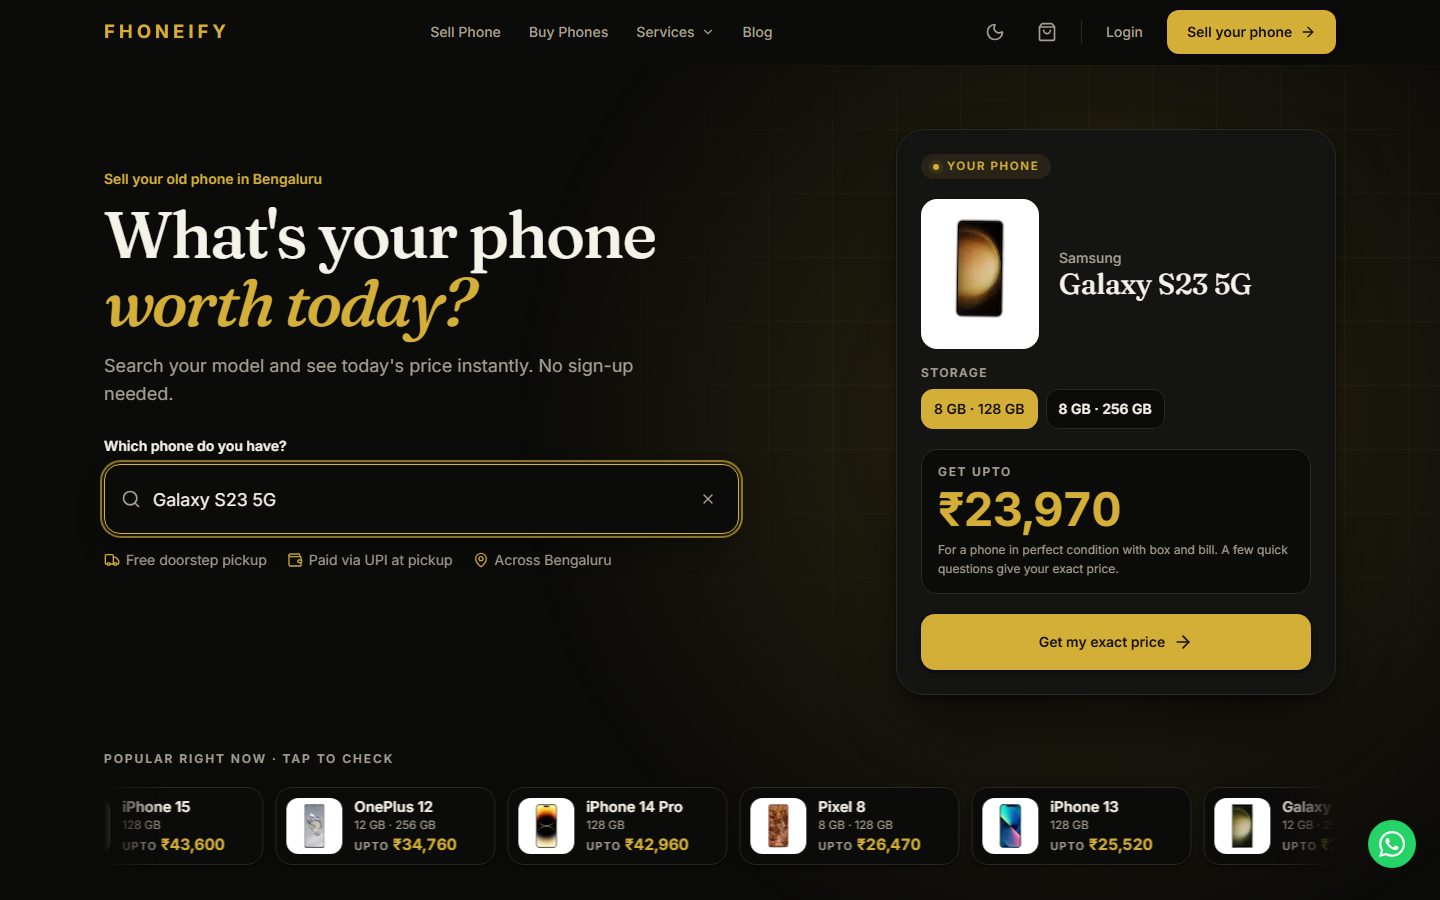 FHONEIFY
Sell Phone
Buy Phones
Services
Blog
Login
Sell your phone
Sell your old phone in Bengaluru
What's your phone
worth today?
Search your model and see today's price instantly. No sign-up
needed.
Which phone do you have?
Galaxy S23 5G
Free doorstep pickup
Paid via UPI at pickup
Across Bengaluru
YOUR PHONE
Samsung
Galaxy S23 5G
STORAGE
8 GB · 128 GB
8 GB · 256 GB
GET UPTO
₹23,970
For a phone in perfect condition with box and bill. A few quick
questions give your exact price.
Get my exact price
POPULAR RIGHT NOW · TAP TO CHECK
iPhone 15
128 GB
UPTO ₹43,600
OnePlus 12
12 GB · 256 GB
UPTO ₹34,760
iPhone 14 Pro
128 GB
UPTO ₹42,960
Pixel 8
8 GB · 128 GB
UPTO ₹26,470
iPhone 13
128 GB
UPTO ₹25,520
Galaxy
12 GB
UPTO